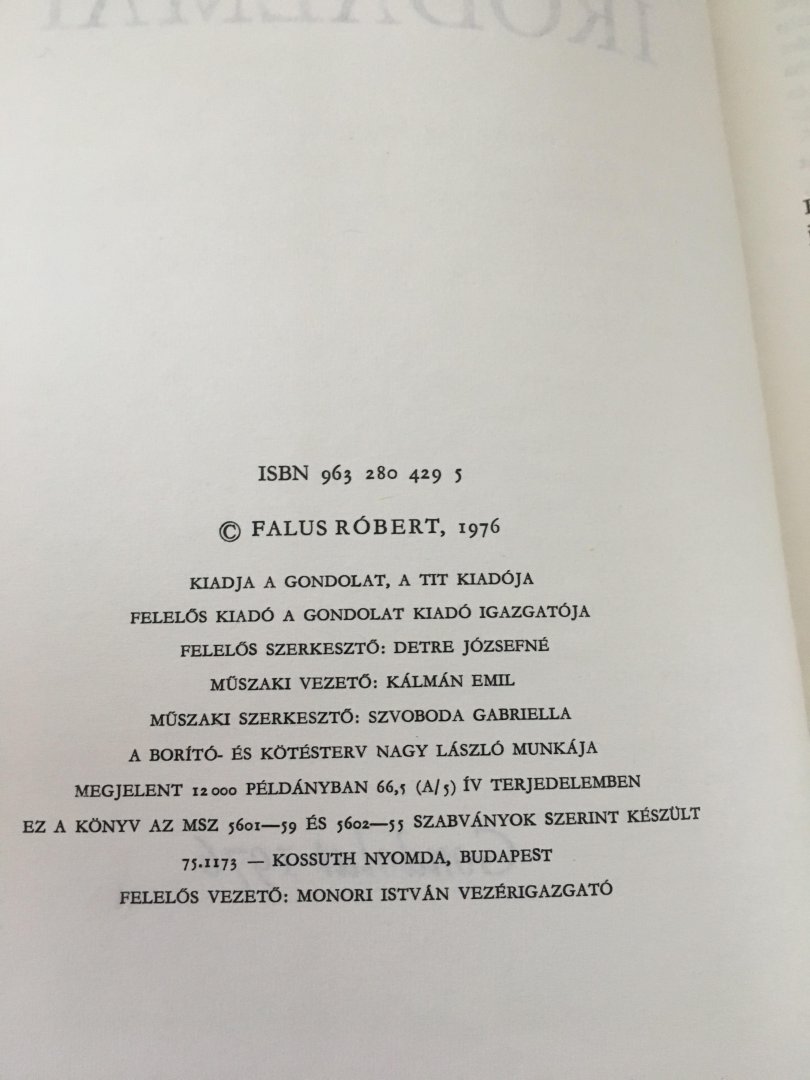 ISBN 963 280 429 5
© FALUS RÓBERT, 1976
KIADJA A GONDOLAT, A TIT KIADÓJA
FELELŐS KIADÓ A GONDOLAT KIADÓ IGAZGATÓJA
FELELŐS SZERKESZTŐ: DETRE JÓZSEFNÉ
MŰSZAKI VEZETŐ: KÁLMÁN EMIL
MŰSZAKI SZERKESZTŐ: SZVOBODA GABRIELLA
A BORÍTÓ- ÉS KÖTÉSTERV NAGY LÁSZLÓ MUNKÁJA
MEGJELENT 12 000 PÉLDÁNYBAN 66,5 (A/5) ÍV TERJEDELEMBEN
EZ A KÖNYV AZ MSZ 5601—59 ÉS 5602—55 SZABVÁNYOK SZERINT KÉSZÜLT
75.1173 — KOSSUTH NYOMDA, BUDAPEST
FELELŐS VEZETŐ: MONORI ISTVÁN VEZÉRIGAZGATÓ